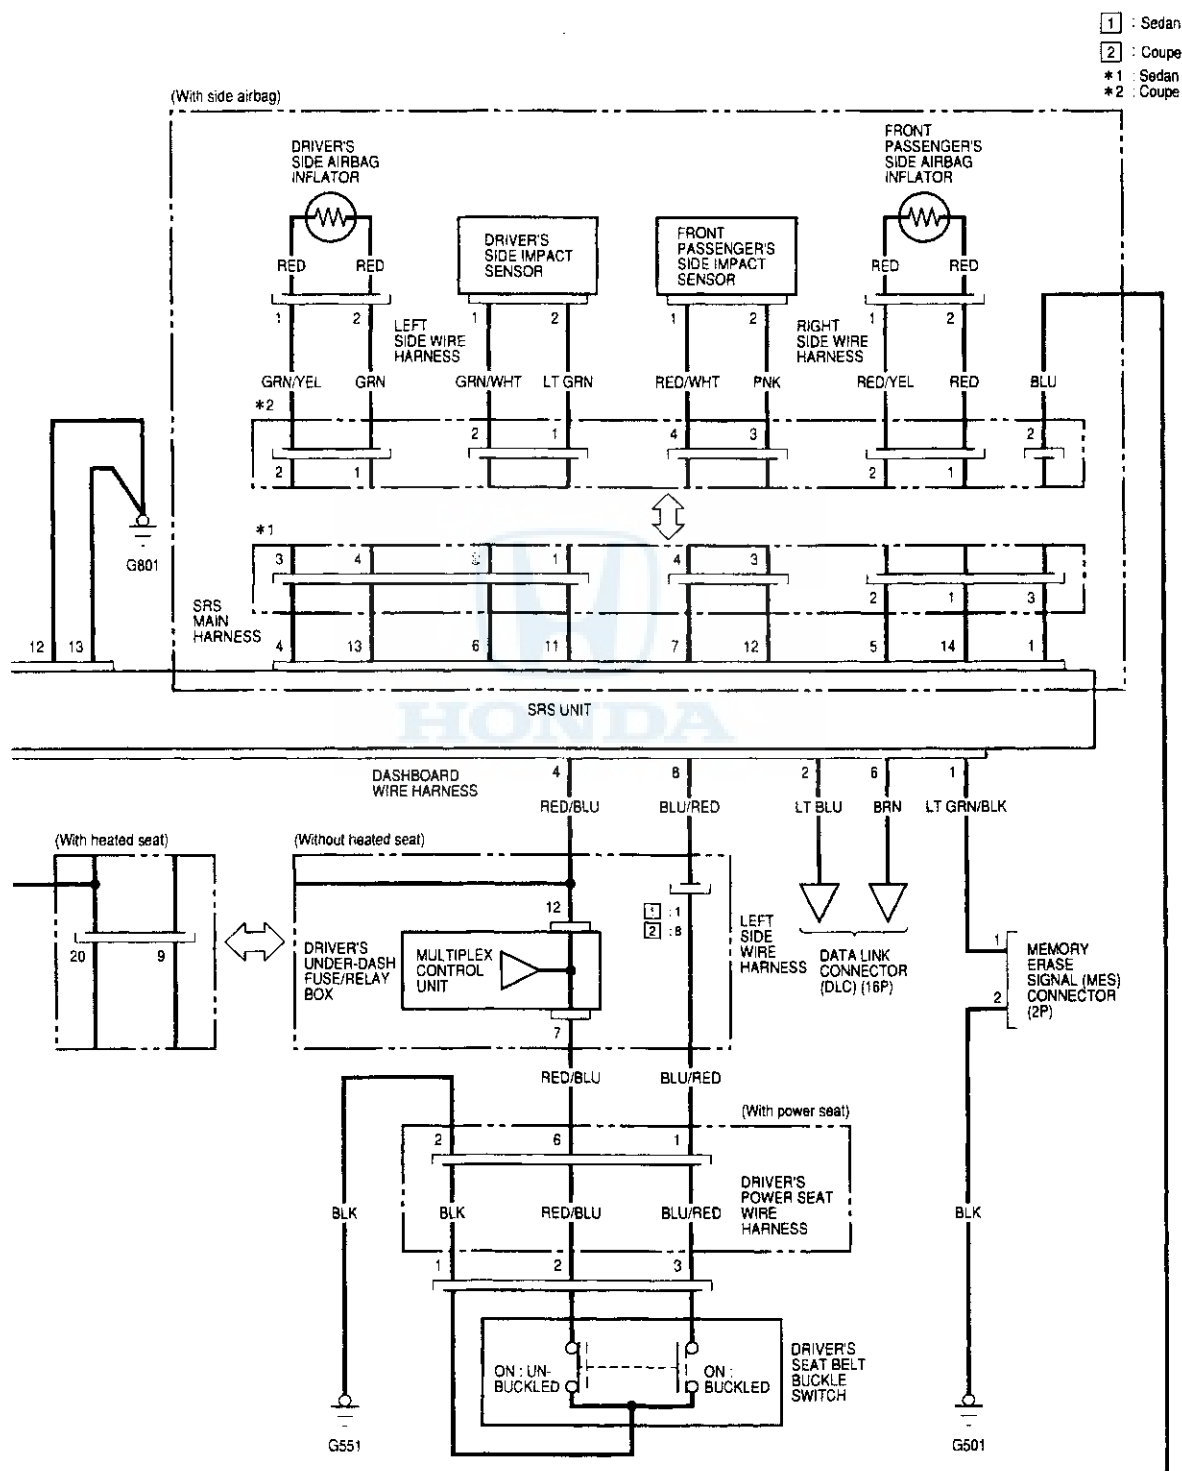 1 : Sedan
2 : Coupe
*1 : Sedan
*2 : Coupe
(With side airbag)
DRIVER'S
SIDE AIRBAG
INFLATOR
FRONT
PASSENGER'S
SIDE AIRBAG
INFLATOR
DRIVER'S
SIDE IMPACT
SENSOR
FRONT
PASSENGER'S
SIDE IMPACT
SENSOR
RED RED RED RED
1 2 1 2 1 2 1 2
LEFT
SIDE WIRE
HARNESS
RIGHT
SIDE WIRE
HARNESS
GRN/YEL GRN GRN/WHT LT GRN RED/WHT PNK RED/YEL RED BLU
*2
2 1 4 3 2
2 1 2 1
G801
*1
3 4 1 4 3
2 1 3
SRS
MAIN
HARNESS
12 13 4 13 6 11 7 12 5 14 1
SRS UNIT
HONDA
DASHBOARD
WIRE HARNESS
4 8 2 6 1
RED/BLU BLU/RED LT BLU BRN LT GRN/BLK
(With heated seat)
(Without heated seat)
20 9
12
1 :1
2 :8
DRIVER'S
UNDER-DASH
FUSE/RELAY
BOX
MULTIPLEX
CONTROL
UNIT
LEFT
SIDE
WIRE
HARNESS
DATA LINK
CONNECTOR
(DLC) (16P)
1
2
MEMORY
ERASE
SIGNAL (MES)
CONNECTOR
(2P)
7
RED/BLU BLU/RED
(With power seat)
2 6 1
DRIVER'S
POWER SEAT
WIRE
HARNESS
BLK BLK RED/BLU BLU/RED BLK
1 2 3
ON : UN-
BUCKLED
ON :
BUCKLED
DRIVER'S
SEAT BELT
BUCKLE
SWITCH
G551
G501